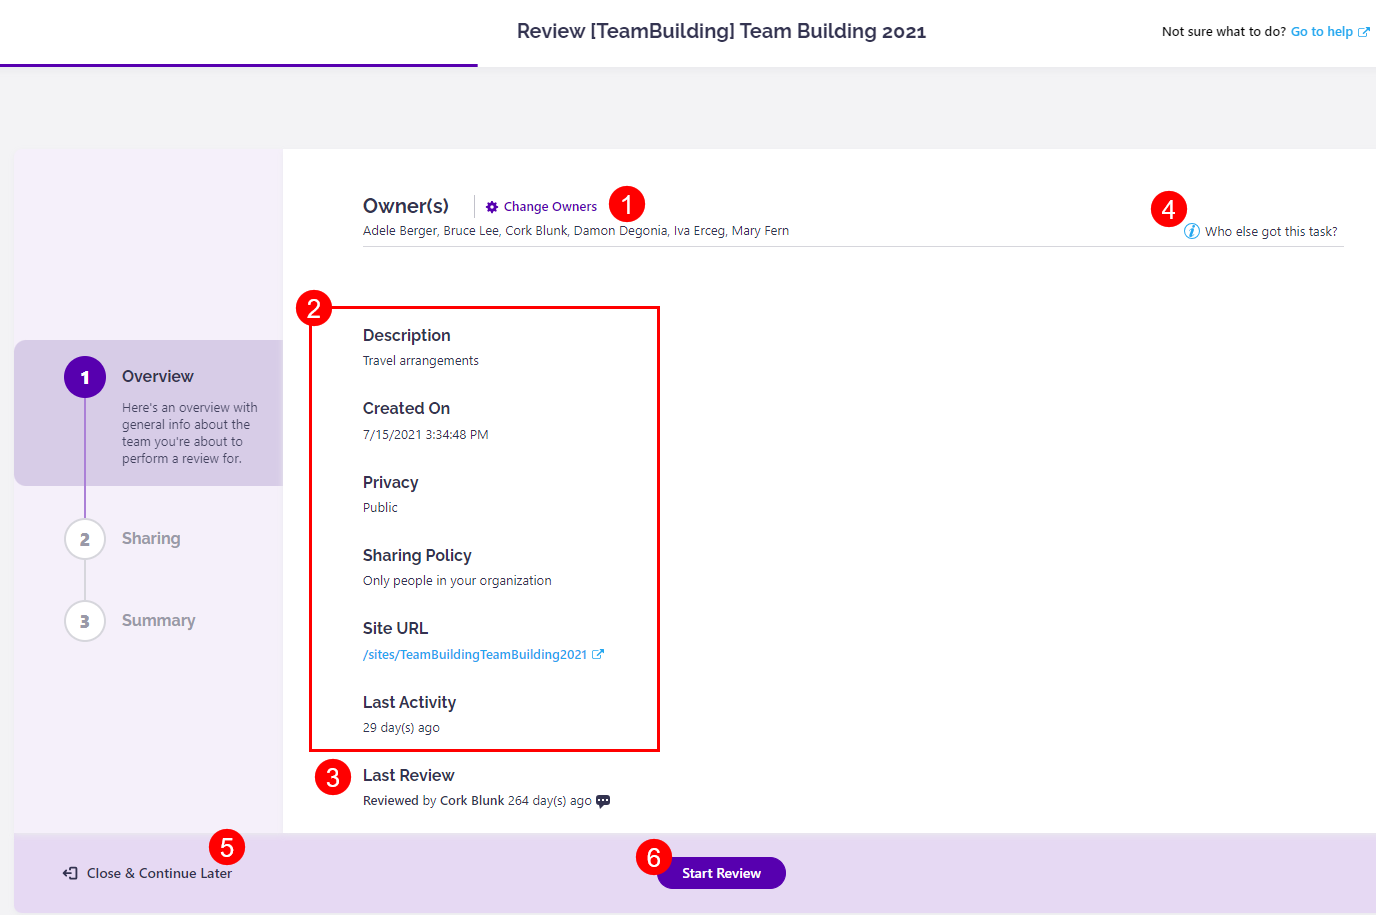 Review [TeamBuilding] Team Building 2021
Not sure what to do? Go to help
Owner(s)
Change Owners
1
Adele Berger, Bruce Lee, Cork Blunk, Damon Degonia, Iva Erceg, Mary Fern
4
Who else got this task?
1
Overview
Here's an overview with
general info about the
team you're about to
perform a review for.
2
Sharing
3
Summary
2
Description
Travel arrangements
Created On
7/15/2021 3:34:48 PM
Privacy
Public
Sharing Policy
Only people in your organization
Site URL
/sites/TeamBuildingTeamBuilding2021
Last Activity
29 day(s) ago
3
Last Review
Reviewed by Cork Blunk 264 day(s) ago
5
Close & Continue Later
6
Start Review